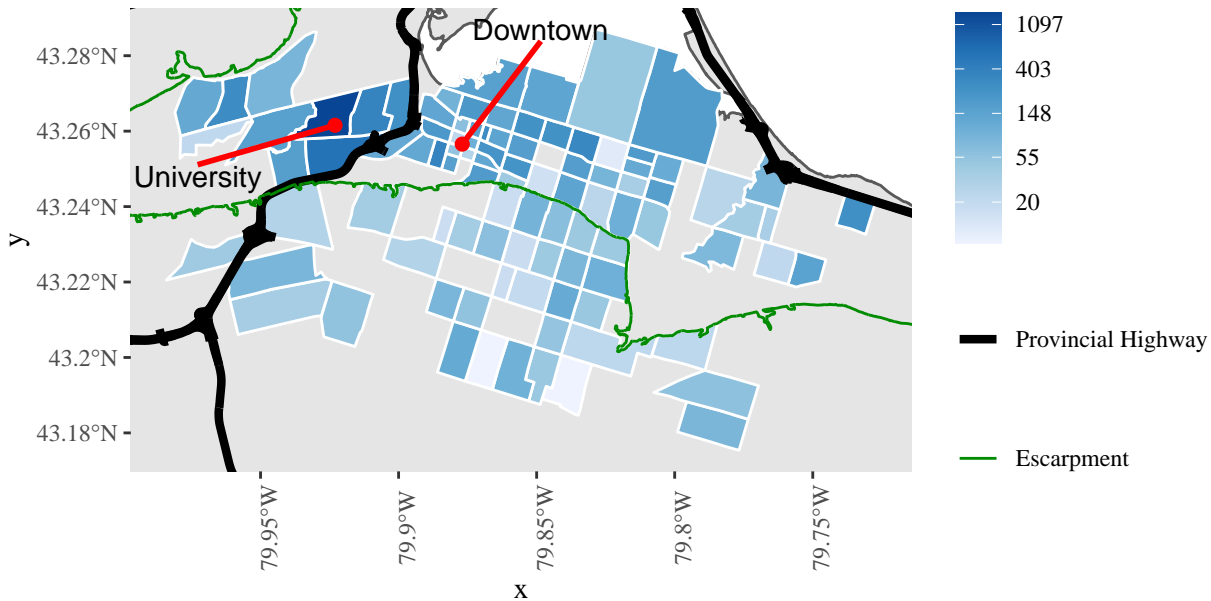 Downtown
University
43.28°N
43.26°N
43.24°N
43.22°N
43.2°N
43.18°N
y
79.95°W
79.9°W
79.85°W
79.8°W
79.75°W
x
1097
403
148
55
20
Provincial Highway
Escarpment